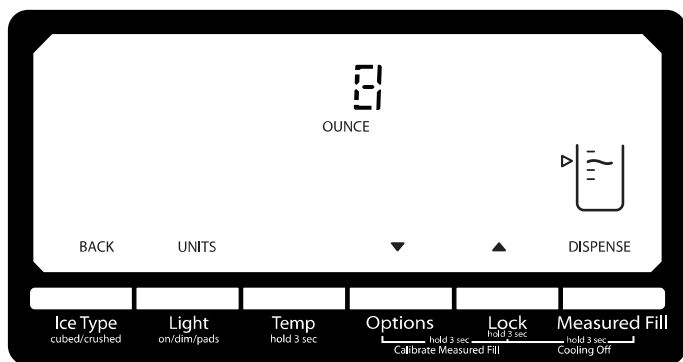 8
OUNCE
BACK UNITS ▼ ▲ DISPENSE
Ice Type Light Temp Options Lock Measured Fill
cubed/crushed on/dim/pads hold 3 sec hold 3 sec
hold 3 sec hold 3 sec
Calibrate Measured Fill Cooling Off